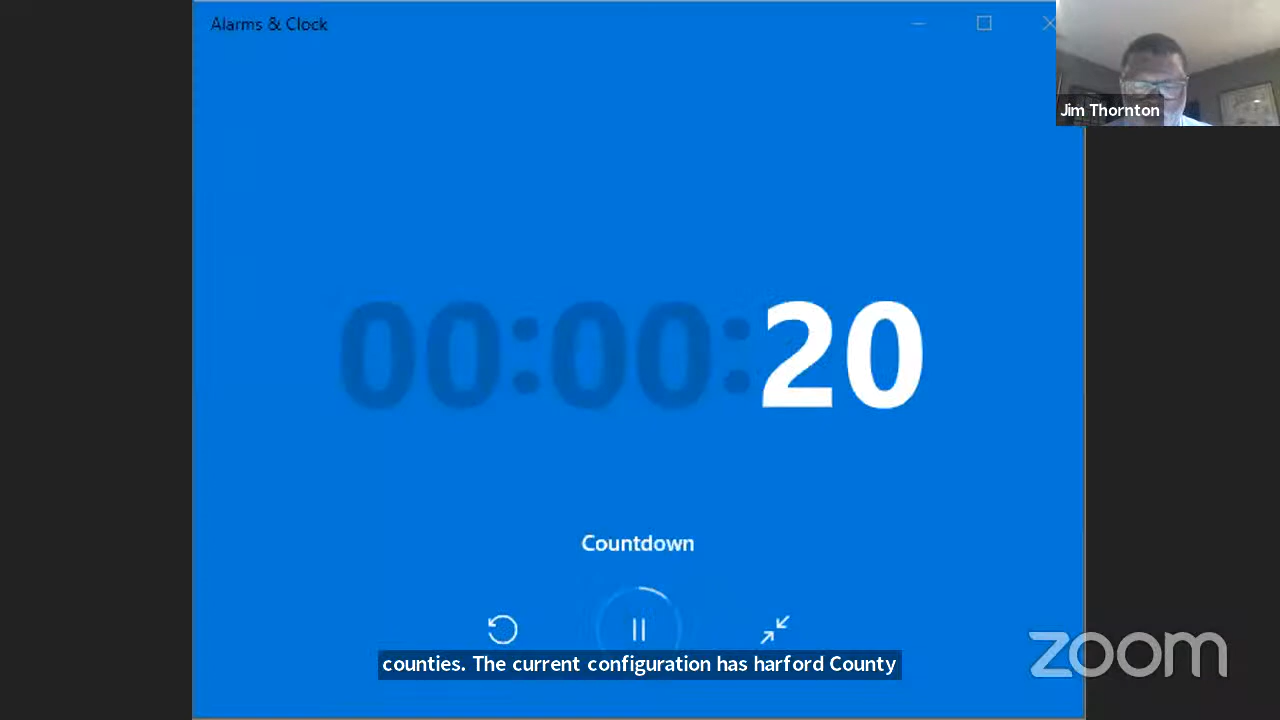 Alarms & Clock
Jim Thornton
00:00:20
Countdown
counties. The current configuration has harford County
zoom